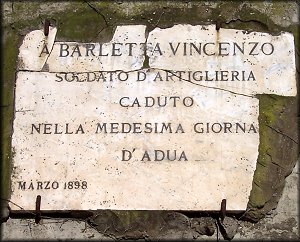 A BARLETTA VINCENZO
SOLDATO D'ARTIGLIERIA
CADUTO
NELLA MEDESIMA GIORNA
D'ADUA
MARZO 1898